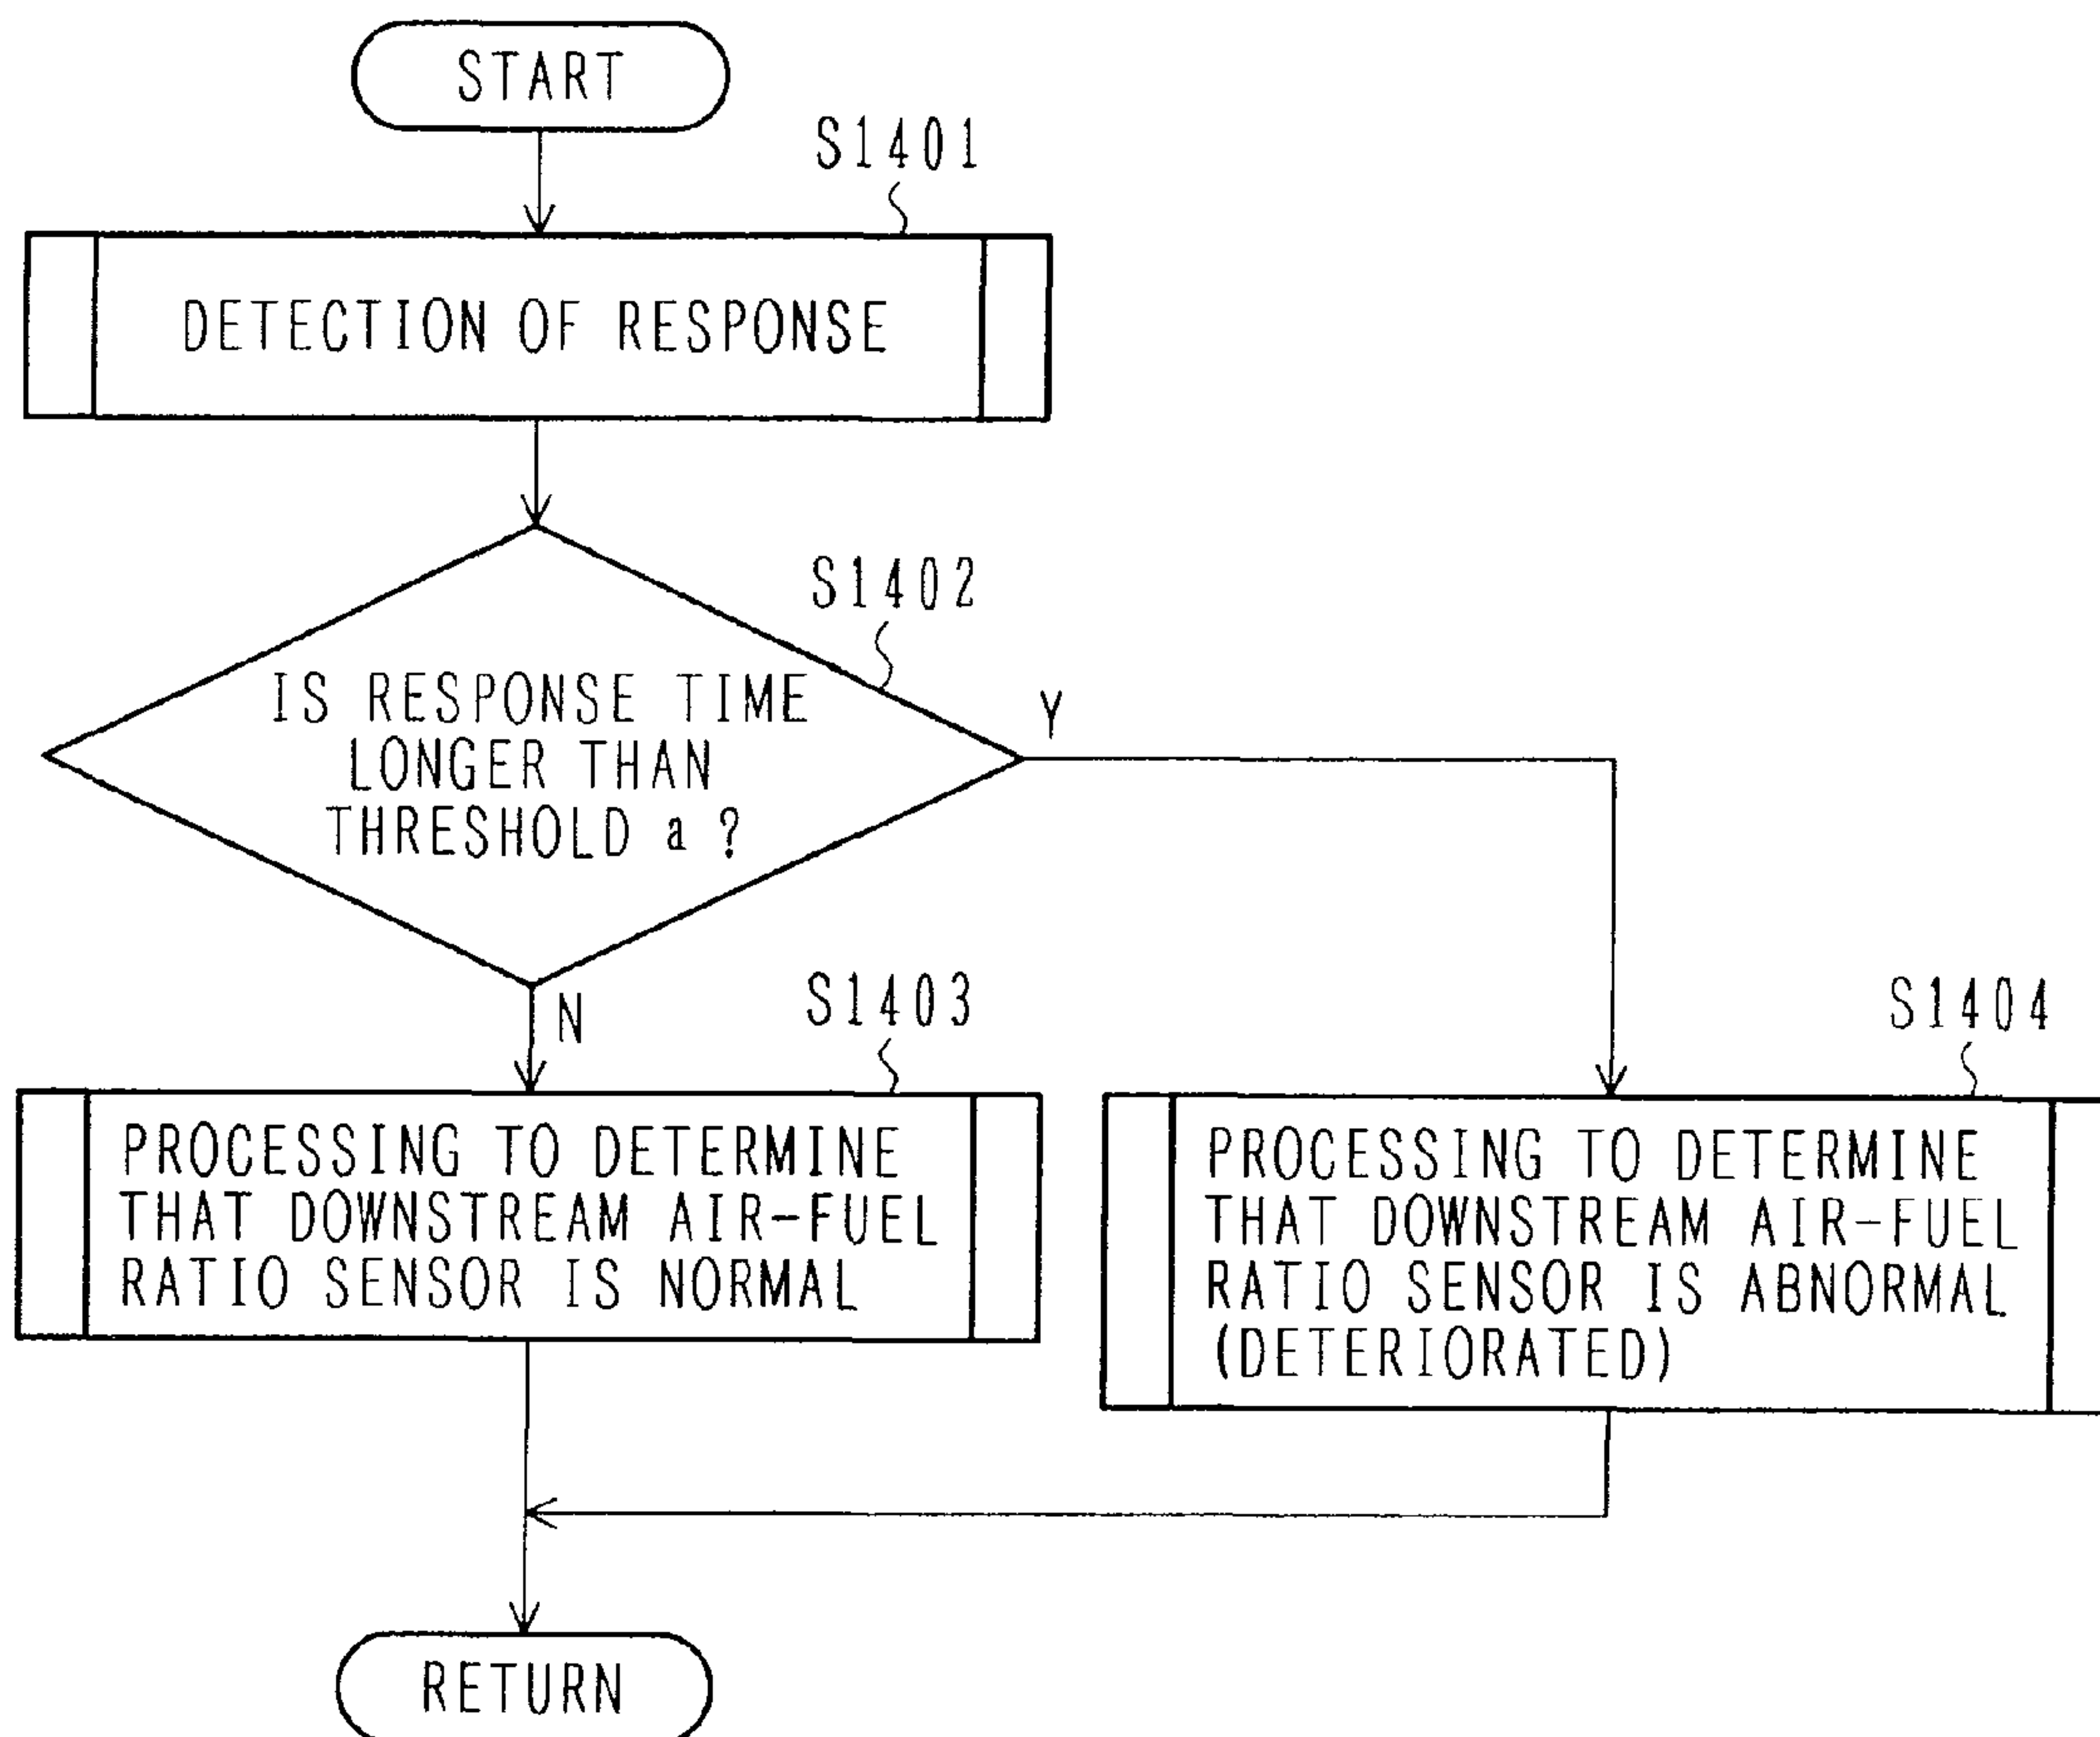 START
S1401
DETECTION OF RESPONSE
S1402
IS RESPONSE TIME
LONGER THAN
THRESHOLD a ?
Y
N
S1403
PROCESSING TO DETERMINE
THAT DOWNSTREAM AIR-FUEL
RATIO SENSOR IS NORMAL
S1404
PROCESSING TO DETERMINE
THAT DOWNSTREAM AIR-FUEL
RATIO SENSOR IS ABNORMAL
(DETERIORATED)
RETURN